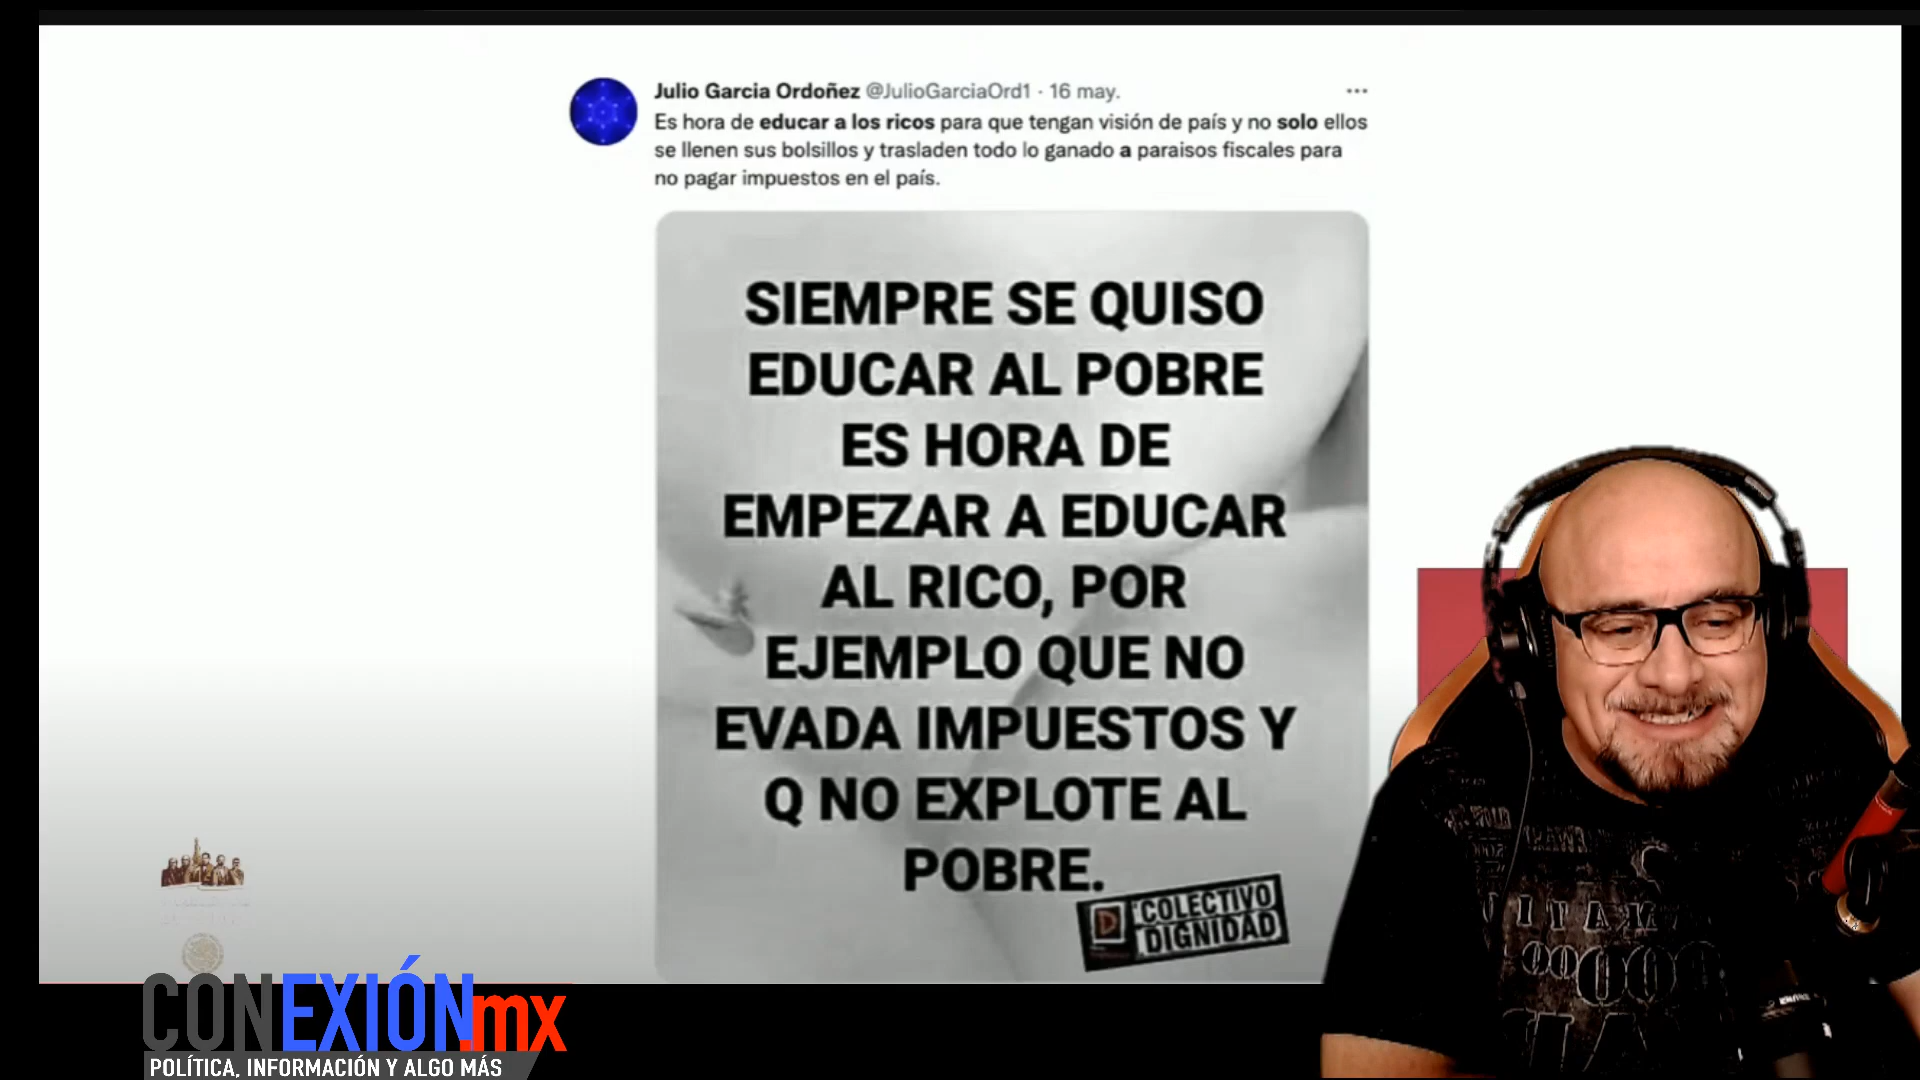 Julio Garcia Ordoñez @JulioGarciaOrd1 · 16 may.
Es hora de educar a los ricos para que tengan visión de país y no solo ellos
se llenen sus bolsillos y trasladen todo lo ganado a paraisos fiscales para
no pagar impuestos en el país.
SIEMPRE SE QUISO
EDUCAR AL POBRE
ES HORA DE
EMPEZAR A EDUCAR
AL RICO, POR
EJEMPLO QUE NO
EVADA IMPUESTOS Y
Q NO EXPLOTE AL
POBRE.
D COLECTIVO
DIGNIDAD
CONEXIÓN.mx
POLÍTICA, INFORMACIÓN Y ALGO MÁS